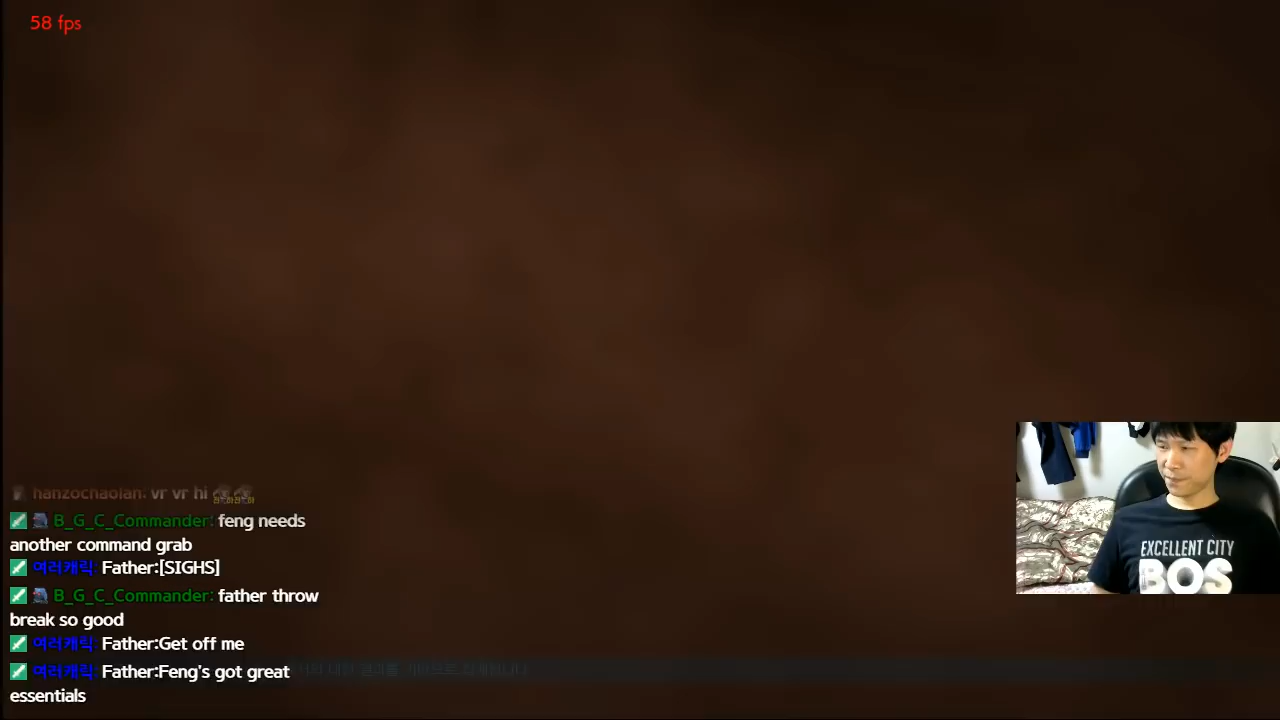 58 fps
hanzochaolan: vr vr hi
B_G_C_Commander: feng needs
another command grab
여러캐릭: Father:[SIGHS]
B_G_C_Commander: father throw
break so good
여러캐릭: Father:Get off me
여러캐릭: Father:Feng's got great
essentials
EXCELLENT CITY
BOS